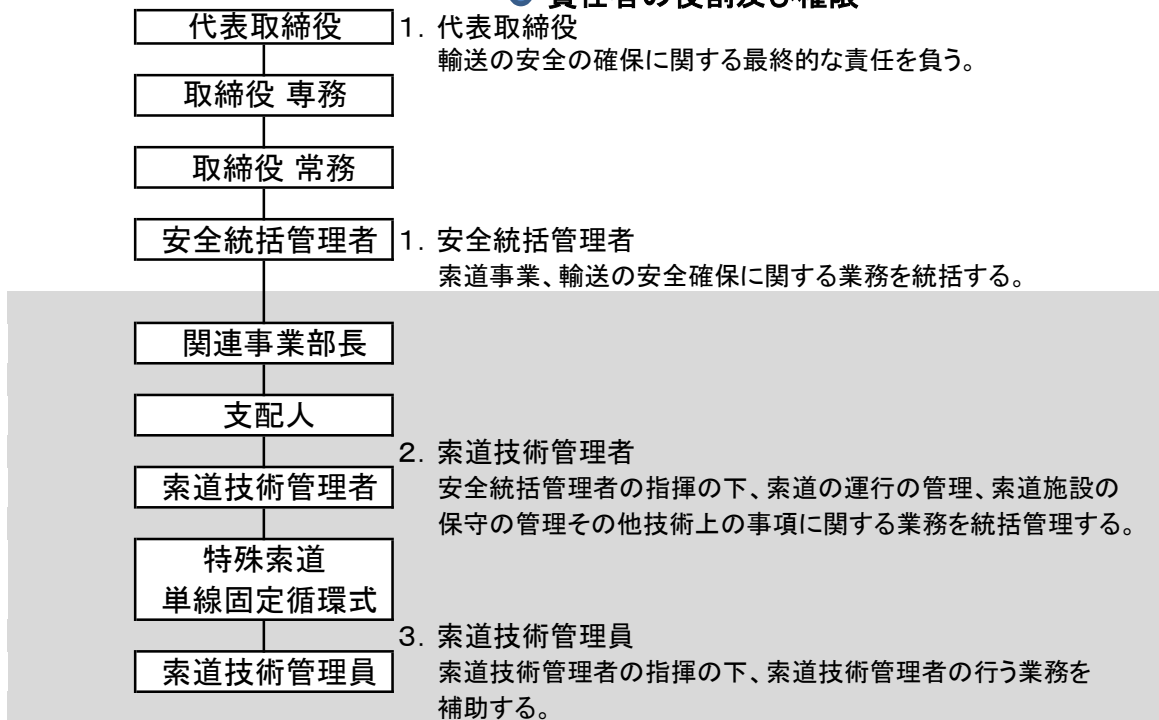 責任者の役割及び権限
代表取締役
1. 代表取締役
輸送の安全の確保に関する最終的な責任を負う。
取締役 専務
取締役 常務
安全統括管理者
1. 安全統括管理者
索道事業、輸送の安全確保に関する業務を統括する。
関連事業部長
支配人
2. 索道技術管理者
索道技術管理者
安全統括管理者の指揮の下、索道の運行の管理、索道施設の
保守の管理その他技術上の事項に関する業務を統括管理する。
特殊索道
単線固定循環式
3. 索道技術管理員
索道技術管理員
索道技術管理者の指揮の下、索道技術管理者の行う業務を
補助する。